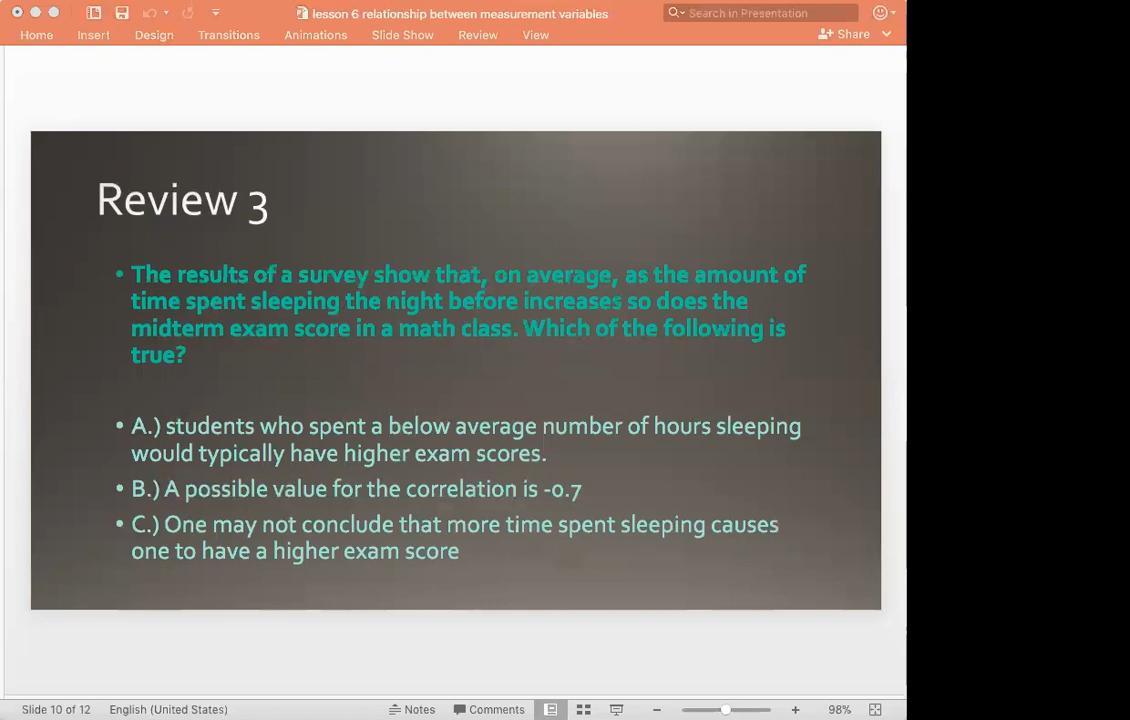 lesson 6 relationship between measurement variables
Search in Presentation
Home Insert Design Transitions Animations Slide Show Review View
Share
Review 3
• The results of a survey show that, on average, as the amount of
time spent sleeping the night before increases so does the
midterm exam score in a math class. Which of the following is
true?
• A.) students who spent a below average number of hours sleeping
would typically have higher exam scores.
• B.) A possible value for the correlation is -0.7
• C.) One may not conclude that more time spent sleeping causes
one to have a higher exam score
Slide 10 of 12 English (United States) Notes Comments 98%